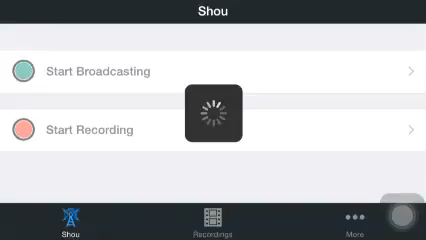 Shou
Start Broadcasting
Start Recording
Shou
Recordings
More